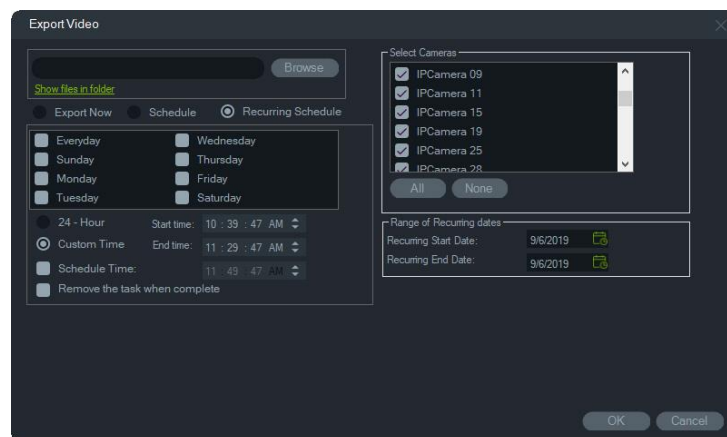 Export Video
Browse
Show files in folder
Export Now Schedule Recurring Schedule
Everyday Wednesday
Sunday Thursday
Monday Friday
Tuesday Saturday
24 - Hour Start time: 10 : 39 : 47 AM
Custom Time End time: 11 : 29 : 47 AM
Schedule Time: 11 : 49 : 47 AM
Remove the task when complete
Select Cameras
IPCamera 09
IPCamera 11
IPCamera 15
IPCamera 19
IPCamera 25
IPCamera 28
All None
Range of Recurring dates
Recurring Start Date: 9/6/2019
Recurring End Date: 9/6/2019
OK Cancel